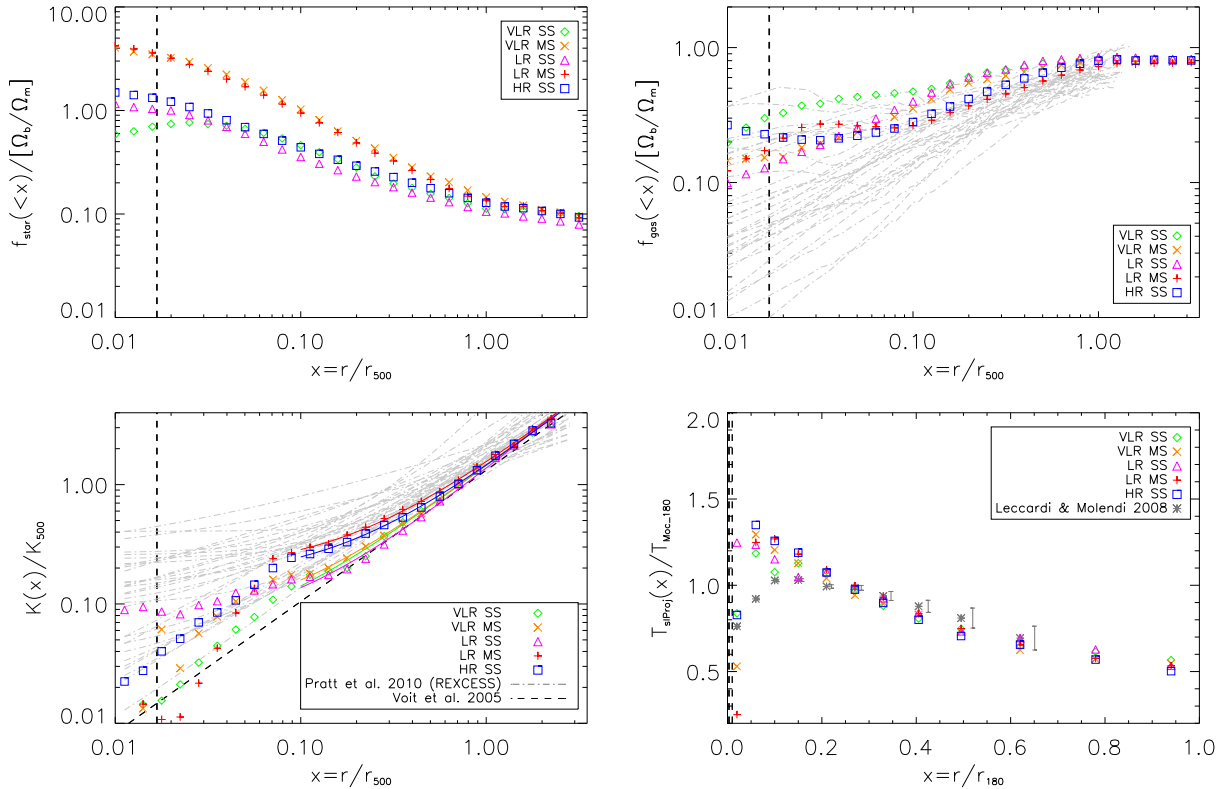 10.00
1.00
0.10
0.01
f_star(<x)/[Ω_b/Ω_m]
VLR SS
VLR MS
LR SS
LR MS
HR SS
0.01
0.10
1.00
x=r/r_500
1.00
0.10
0.01
f_gas(<x)/[Ω_b/Ω_m]
VLR SS
VLR MS
LR SS
LR MS
HR SS
0.01
0.10
1.00
x=r/r_500
1.00
0.10
0.01
K(x)/K_500
VLR SS
VLR MS
LR SS
LR MS
HR SS
Pratt et al. 2010 (REXCESS)
Voit et al. 2005
0.01
0.10
1.00
x=r/r_500
2.0
1.5
1.0
0.5
T_slProj(x)/T_Mac_180
VLR SS
VLR MS
LR SS
LR MS
HR SS
Leccardi & Molendi 2008
0.0
0.2
0.4
0.6
0.8
1.0
x=r/r_180